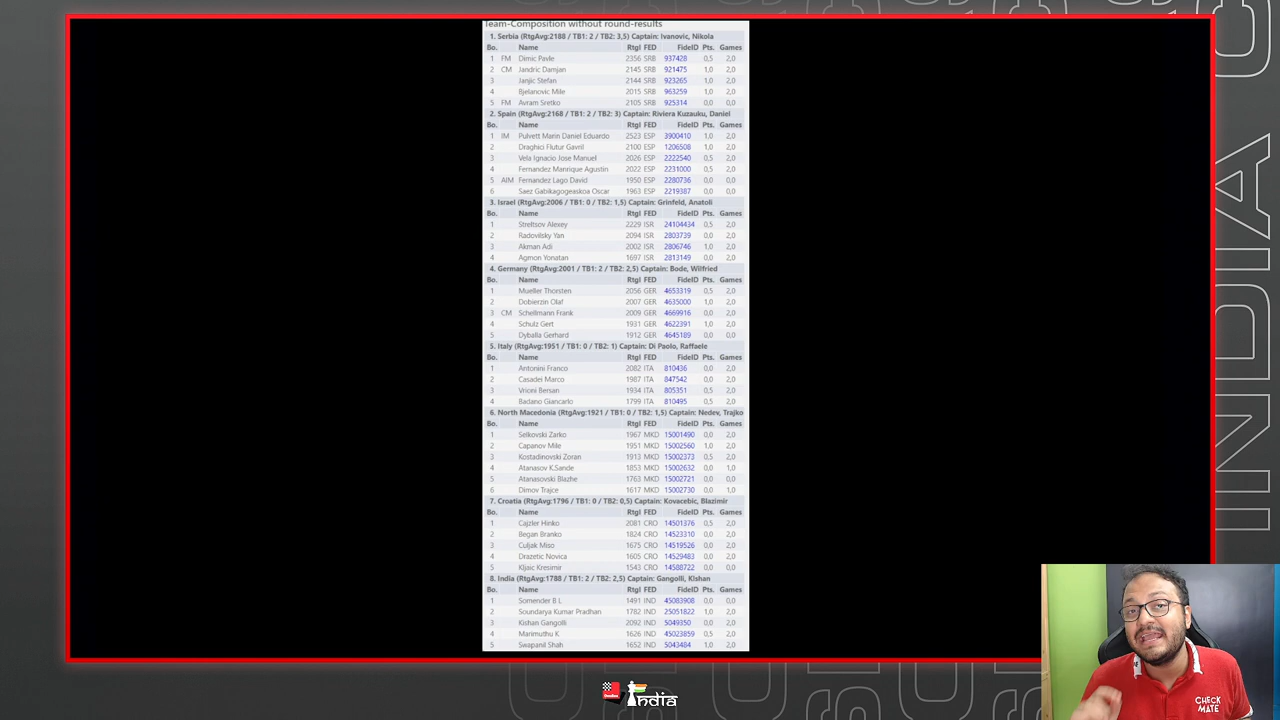 Team-Composition without round-results
1. Serbia (RtgAvg:2188 / TB1: 2 / TB2: 3,5) Captain: Ivanovic, Nikola
Bo. Name RtgI FED FideID Pts. Games
1 FM Dimic Pavle 2356 SRB 937428 0,5 2,0
2 CM Jandric Damjan 2145 SRB 921475 1,0 2,0
3 Janjic Stefan 2144 SRB 923265 1,0 2,0
4 Bjelanovic Mile 2015 SRB 963259 1,0 2,0
5 FM Avram Sretko 2105 SRB 925314 0,0 0,0
2. Spain (RtgAvg:2168 / TB1: 2 / TB2: 3) Captain: Riviera Kuzauku, Daniel
Bo. Name RtgI FED FideID Pts. Games
1 IM Pulvett Marin Daniel Eduardo 2523 ESP 3900410 1,0 2,0
2 Draghici Flutur Gavril 2100 ESP 1206508 1,0 2,0
3 Vela Ignacio Jose Manuel 2026 ESP 2222540 0,5 2,0
4 Fernandez Manrique Agustin 2022 ESP 2231000 0,5 2,0
5 AIM Fernandez Lago David 1950 ESP 2280736 0,0 0,0
6 Saez Gabikagogeaskoa Oscar 1963 ESP 2219387 0,0 0,0
3. Israel (RtgAvg:2006 / TB1: 0 / TB2: 1,5) Captain: Grinfeld, Anatoli
Bo. Name RtgI FED FideID Pts. Games
1 Streltsov Alexey 2229 ISR 24104434 0,5 2,0
2 Radovilsky Yan 2094 ISR 2803739 0,0 2,0
3 Akman Adi 2002 ISR 2806746 1,0 2,0
4 Agmon Yonatan 1697 ISR 2813149 0,0 2,0
4. Germany (RtgAvg:2001 / TB1: 2 / TB2: 2,5) Captain: Bode, Wilfried
Bo. Name RtgI FED FideID Pts. Games
1 Mueller Thorsten 2056 GER 4653319 0,5 2,0
2 Dobierzin Olaf 2007 GER 4635000 1,0 2,0
3 CM Schellmann Frank 2009 GER 4669916 0,0 2,0
4 Schulz Gert 1931 GER 4622391 1,0 2,0
5 Dyballa Gerhard 1912 GER 4645189 0,0 0,0
5. Italy (RtgAvg:1951 / TB1: 0 / TB2: 1) Captain: Di Paolo, Raffaele
Bo. Name RtgI FED FideID Pts. Games
1 Antonini Franco 2082 ITA 810436 0,0 2,0
2 Casadei Marco 1987 ITA 847542 0,0 2,0
3 Vrioni Bersan 1934 ITA 805351 0,5 2,0
4 Badano Giancarlo 1799 ITA 810495 0,5 2,0
6. North Macedonia (RtgAvg:1921 / TB1: 0 / TB2: 1,5) Captain: Nedev, Trajko
Bo. Name RtgI FED FideID Pts. Games
1 Selkovski Zarko 1967 MKD 15001490 0,0 2,0
2 Capanov Mile 1951 MKD 15002560 1,0 2,0
3 Kostadinovski Zoran 1913 MKD 15002373 0,5 2,0
4 Atanasov K.Sande 1853 MKD 15002632 0,0 1,0
5 Atanasovski Blazhe 1763 MKD 15002721 0,0 0,0
6 Dimov Trajce 1617 MKD 15002730 0,0 1,0
7. Croatia (RtgAvg:1796 / TB1: 0 / TB2: 0,5) Captain: Kovacebic, Blazimir
Bo. Name RtgI FED FideID Pts. Games
1 Cajzler Hinko 2081 CRO 14501376 0,5 2,0
2 Began Branko 1824 CRO 14523310 0,0 2,0
3 Culjak Miso 1675 CRO 14519526 0,0 2,0
4 Drazetic Novica 1605 CRO 14529483 0,0 2,0
5 Kljaic Kresimir 1543 CRO 14588722 0,0 0,0
8. India (RtgAvg:1788 / TB1: 2 / TB2: 2,5) Captain: Gangolli, KIshan
Bo. Name RtgI FED FideID Pts. Games
1 Somender B L 1491 IND 45083908 0,0 0,0
2 Soundarya Kumar Pradhan 1782 IND 25051822 1,0 2,0
3 Kishan Gangolli 2092 IND 5049350 0,0 2,0
4 Marimuthu K 1626 IND 45023859 0,5 2,0
5 Swapanil Shah 1652 IND 5043484 1,0 2,0
CHECK
MATE
India
INDIA